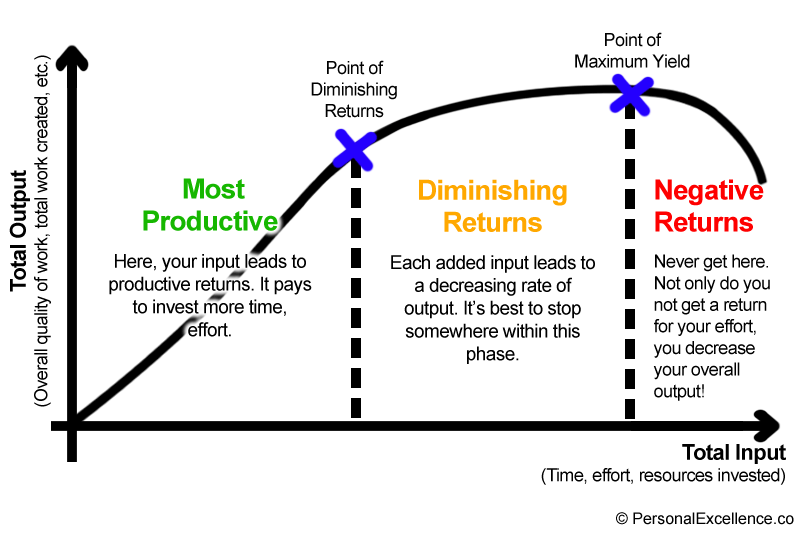 Point of
Maximum Yield
Point of
Diminishing
Returns
Total Output
(Overall quality of work, total work created, etc.)
Most
Productive
Here, your input leads to
productive returns. It pays
to invest more time,
effort.
Diminishing
Returns
Each added input leads to
a decreasing rate of
output. It's best to stop
somewhere within this
phase.
Negative
Returns
Never get here.
Not only do you
not get a return
for your effort,
you decrease
your overall
output!
Total Input
(Time, effort, resources invested)
© PersonalExcellence.co